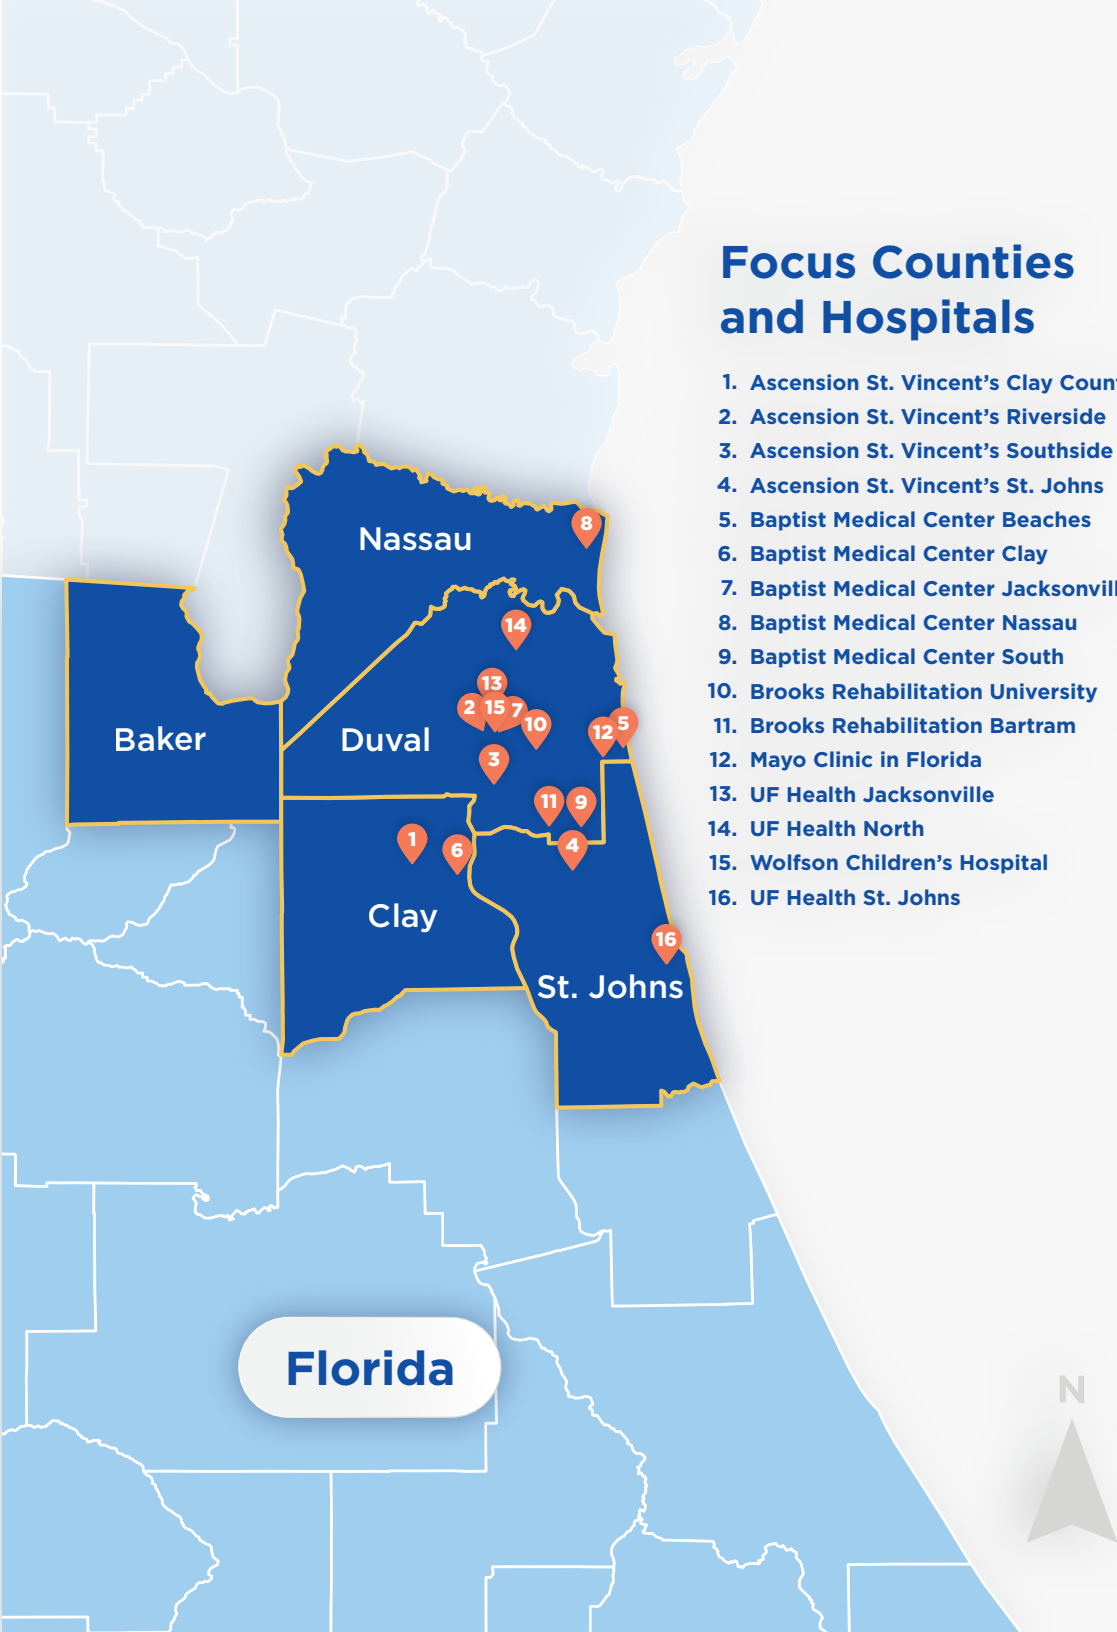 Focus Counties
and Hospitals
1. Ascension St. Vincent’s Clay
2. Ascension St. Vincent’s Riverside
3. Ascension St. Vincent’s Southside
4. Ascension St. Vincent’s St. Johns
5. Baptist Medical Center Beaches
6. Baptist Medical Center Clay
7. Baptist Medical Center
8. Baptist Medical Center Nassau
9. Baptist Medical Center South
10. Brooks Rehabilitation University
11. Brooks Rehabilitation Bartram
12. Mayo Clinic in Florida
13. UF Health Jacksonville
14. UF Health North
15. Wolfson Children’s Hospital
16. UF Health St. Johns
8
Nassau
14
13
2 15 7
10
12 5
Baker
Duval
3
11 9
1
6
4
Clay
16
St. Johns
Florida
N